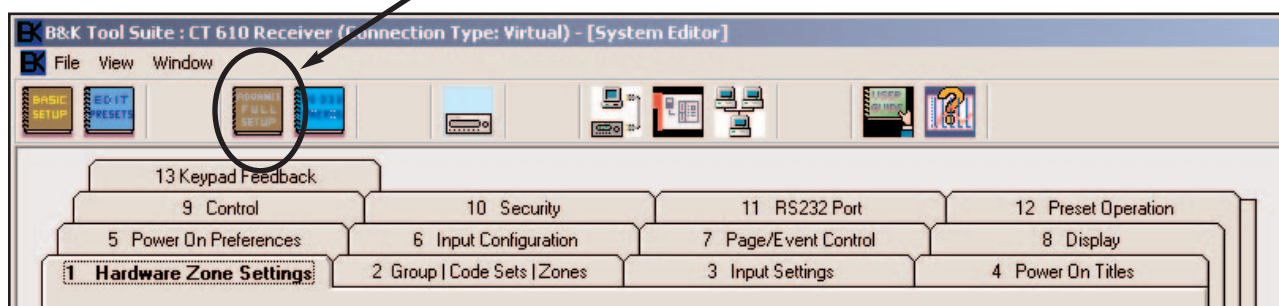 B&K Tool Suite : CT 610 Receiver (Connection Type: Virtual) - [System Editor]
File View Window
BASIC SETUP
EDIT PRESETS
ADVANCE FULL SETUP
USER GUIDE
13 Keypad Feedback
9 Control 10 Security 11 RS232 Port 12 Preset Operation
5 Power On Preferences 6 Input Configuration 7 Page/Event Control 8 Display
1 Hardware Zone Settings 2 Group | Code Sets | Zones 3 Input Settings 4 Power On Titles